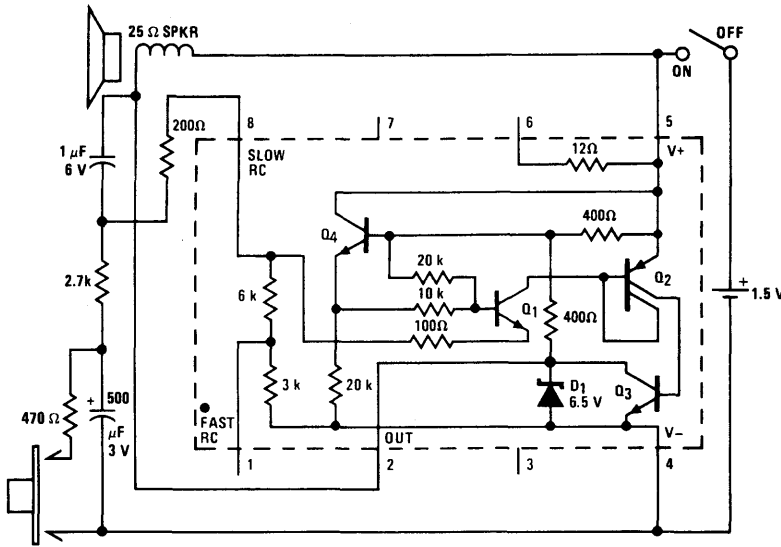 25 Ω SPKR
OFF
ON
1 μF
6 V
200Ω
8
7
6
5
SLOW
RC
12Ω
V+
Q4
400Ω
20 k
Q2
2.7k
6 k
10 k
Q1
1.5 V
+
100Ω
400Ω
3 k
20 k
D1
6.5 V
Q3
470 Ω
+
500
μF
3 V
FAST
RC
OUT
V−
1
2
3
4